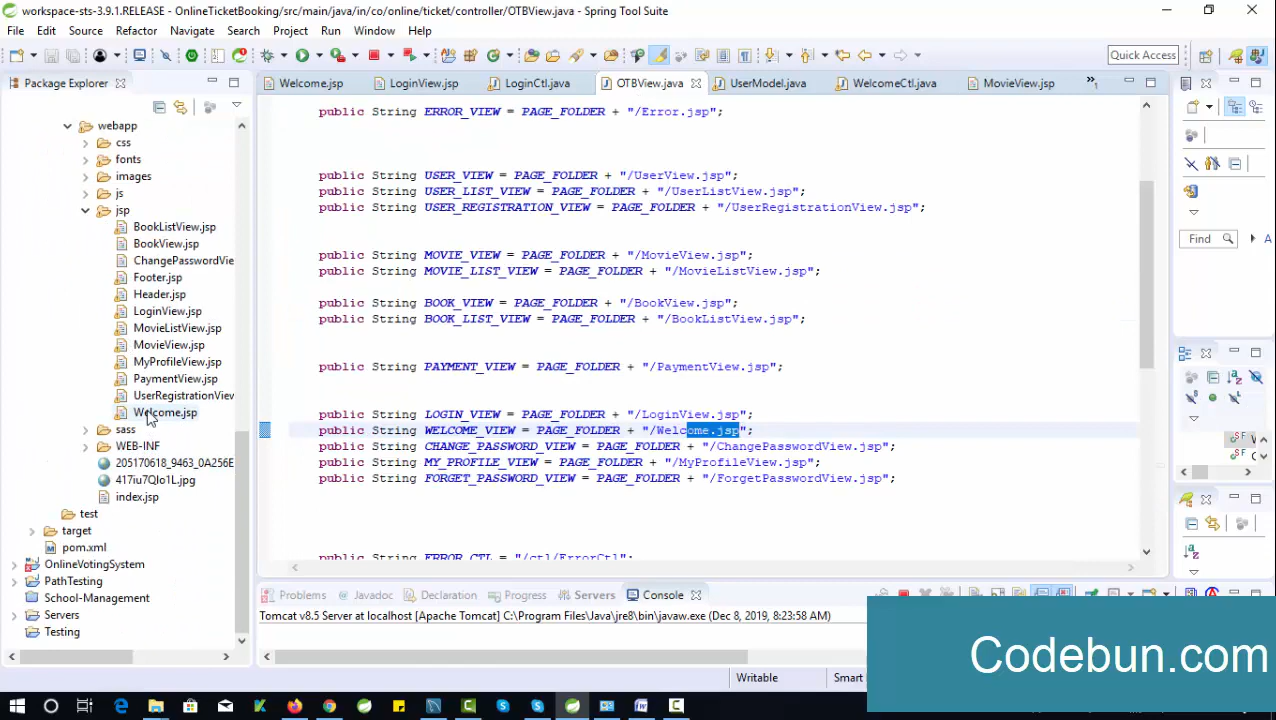 workspace-sts-3.9.1.RELEASE - OnlineTicketBooking/src/main/java/in/co/online/ticket/controller/OTBView.java - Spring Tool Suite
File Edit Source Refactor Navigate Search Project Run Window Help
Quick Access
Package Explorer
Welcome.jsp LoginView.jsp LoginCtl.java OTBView.java UserModel.java WelcomeCtl.java MovieView.jsp
webapp
css
fonts
images
js
jsp
BookListView.jsp
BookView.jsp
ChangePasswordVie
Footer.jsp
Header.jsp
LoginView.jsp
MovieListView.jsp
MovieView.jsp
MyProfileView.jsp
PaymentView.jsp
UserRegistrationView
Welcome.jsp
sass
WEB-INF
205170618_9463_0A256E
417iu7QIo1L.jpg
index.jsp
test
target
pom.xml
OnlineVotingSystem
PathTesting
School-Management
Servers
Testing
public String ERROR_VIEW = PAGE_FOLDER + "/Error.jsp";
public String USER_VIEW = PAGE_FOLDER + "/UserView.jsp";
public String USER_LIST_VIEW = PAGE_FOLDER + "/UserListView.jsp";
public String USER_REGISTRATION_VIEW = PAGE_FOLDER + "/UserRegistrationView.jsp";
public String MOVIE_VIEW = PAGE_FOLDER + "/MovieView.jsp";
public String MOVIE_LIST_VIEW = PAGE_FOLDER + "/MovieListView.jsp";
public String BOOK_VIEW = PAGE_FOLDER + "/BookView.jsp";
public String BOOK_LIST_VIEW = PAGE_FOLDER + "/BookListView.jsp";
public String PAYMENT_VIEW = PAGE_FOLDER + "/PaymentView.jsp";
public String LOGIN_VIEW = PAGE_FOLDER + "/LoginView.jsp";
public String WELCOME_VIEW = PAGE_FOLDER + "/Welcome.jsp";
public String CHANGE_PASSWORD_VIEW = PAGE_FOLDER + "/ChangePasswordView.jsp";
public String MY_PROFILE_VIEW = PAGE_FOLDER + "/MyProfileView.jsp";
public String FORGET_PASSWORD_VIEW = PAGE_FOLDER + "/ForgetPasswordView.jsp";
public String ERROR_CTL = "/ctl/ErrorCtl";
Find A
Problems Javadoc Declaration Progress Servers Console
Tomcat v8.5 Server at localhost [Apache Tomcat] C:\Program Files\Java\jre8\bin\javaw.exe (Dec 8, 2019, 8:23:58 AM)
Writable Smart
Codebun.com